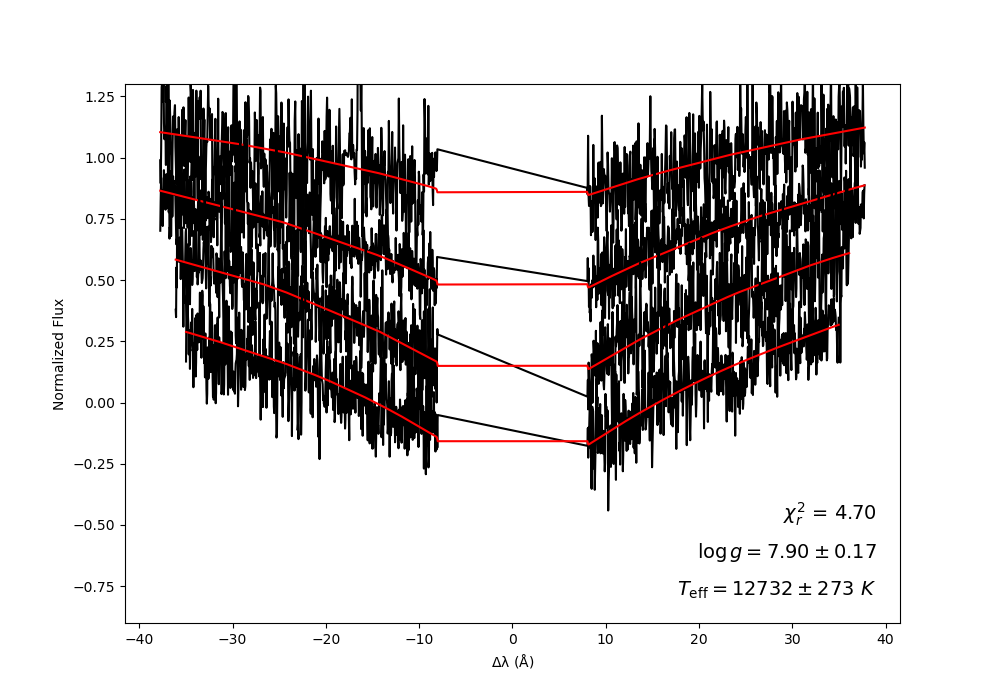 1.25
1.00
0.75
0.50
0.25
0.00
−0.25
−0.50
−0.75
Normalized Flux
χ²ᵣ = 4.70
log g = 7.90 ± 0.17
T_eff = 12732 ± 273 K
−40 −30 −20 −10 0 10 20 30 40
Δλ (Å)